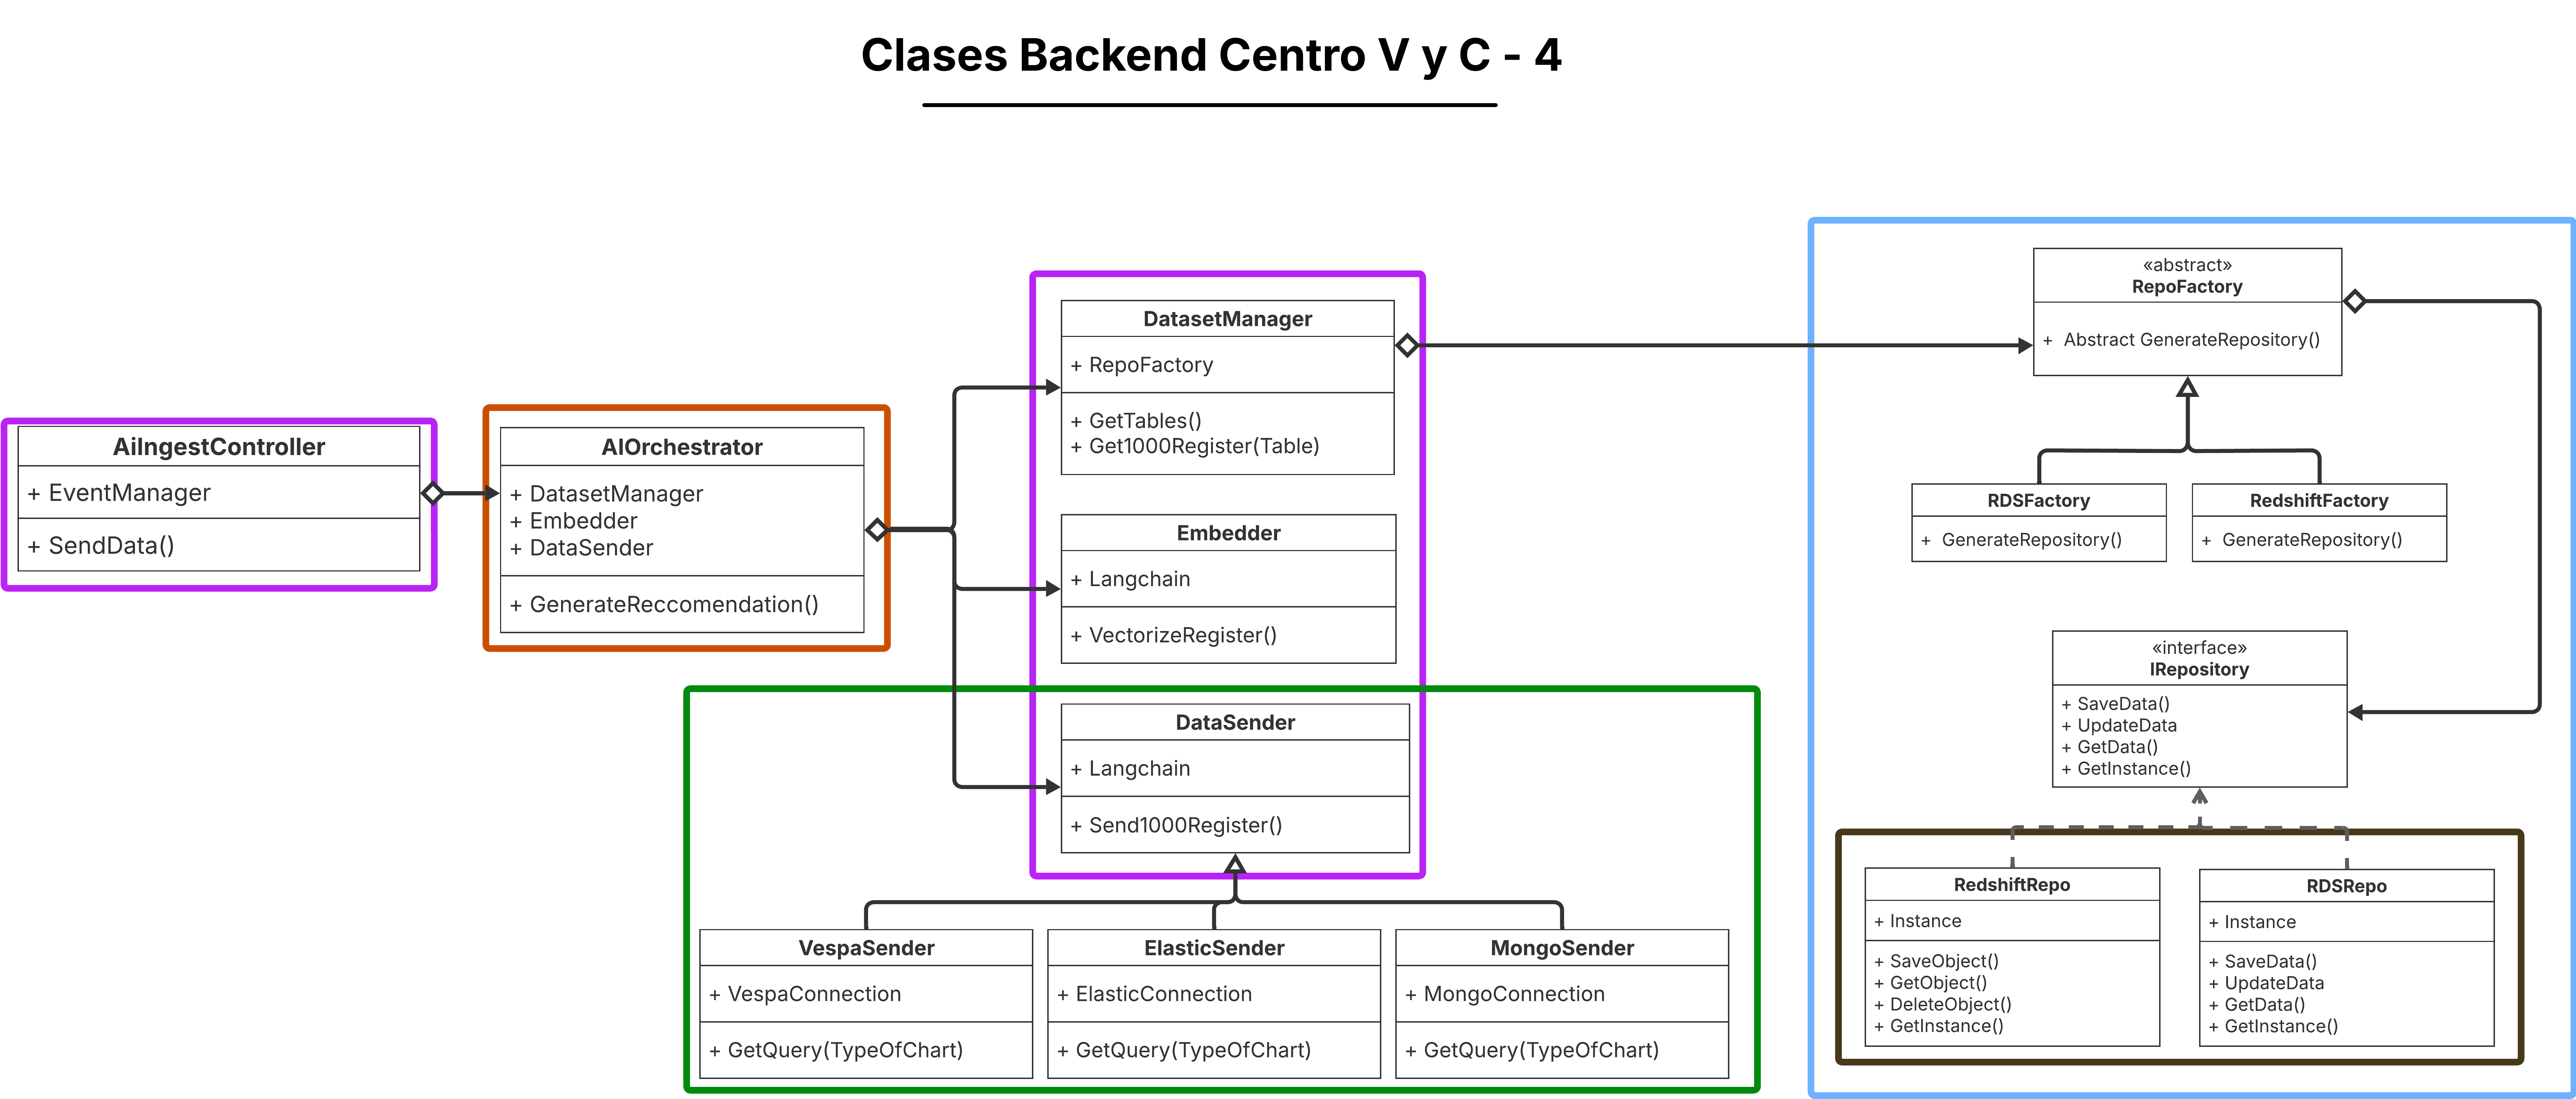 Clases Backend Centro V y C - 4
AiIngestController
+ EventManager
+ SendData()
AIOrchestrator
+ DatasetManager
+ Embedder
+ DataSender
+ GenerateReccomendation()
DatasetManager
+ RepoFactory
+ GetTables()
+ Get1000Register(Table)
Embedder
+ Langchain
+ VectorizeRegister()
DataSender
+ Langchain
+ Send1000Register()
VespaSender
+ VespaConnection
+ GetQuery(TypeOfChart)
ElasticSender
+ ElasticConnection
+ GetQuery(TypeOfChart)
MongoSender
+ MongoConnection
+ GetQuery(TypeOfChart)
«abstract»
RepoFactory
+ Abstract GenerateRepository()
RDSFactory
+ GenerateRepository()
RedshiftFactory
+ GenerateRepository()
«interface»
IRepository
+ SaveData()
+ UpdateData
+ GetData()
+ GetInstance()
RedshiftRepo
+ Instance
+ SaveObject()
+ GetObject()
+ DeleteObject()
+ GetInstance()
RDSRepo
+ Instance
+ SaveData()
+ UpdateData
+ GetData()
+ GetInstance()